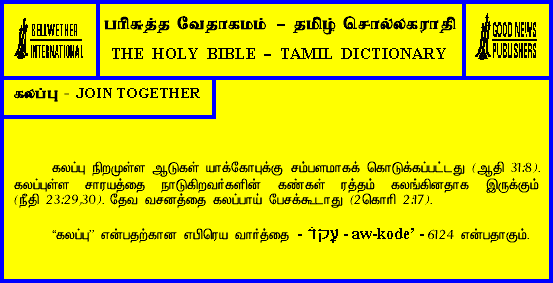 BELLWETHER
INTERNATIONAL
பரிசுத்த வேதாகமம் – தமிழ் சொல்லகராதி
THE HOLY BIBLE – TAMIL DICTIONARY
GOOD NEWS
PUBLISHERS
கலப்பு - JOIN TOGETHER
கலப்பு நிறமுள்ள ஆடுகள் யாக்கோபுக்கு சம்பளமாகக் கொடுக்கப்பட்டது (ஆதி 31:8).
கலப்புள்ள சாரயத்தை நாடுகிறவர்களின் கண்கள் ரத்தம் கலங்கினதாக இருக்கும்
(நீதி 23:29,30). தேவ வசனத்தை கலப்பாய் பேசக்கூடாது (2கொரி 2:17).
“கலப்பு” என்பதற்கான எபிரெய வார்த்தை - עָקֹד - aw-kode’ - 6124 என்பதாகும்.